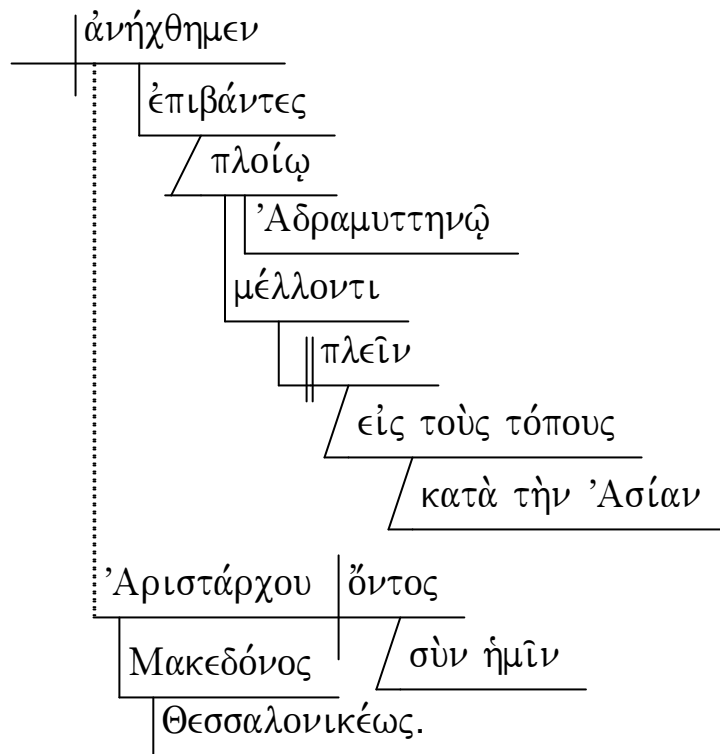 ἀνήχθημεν
ἐπιβάντες
πλοίῳ
Ἀδραμυττηνῷ
μέλλοντι
πλεῖν
εἰς τοὺς τόπους
κατὰ τὴν Ἀσίαν
Ἀριστάρχου ὄντος
Μακεδόνος σὺν ἡμῖν
Θεσσαλονικέως.